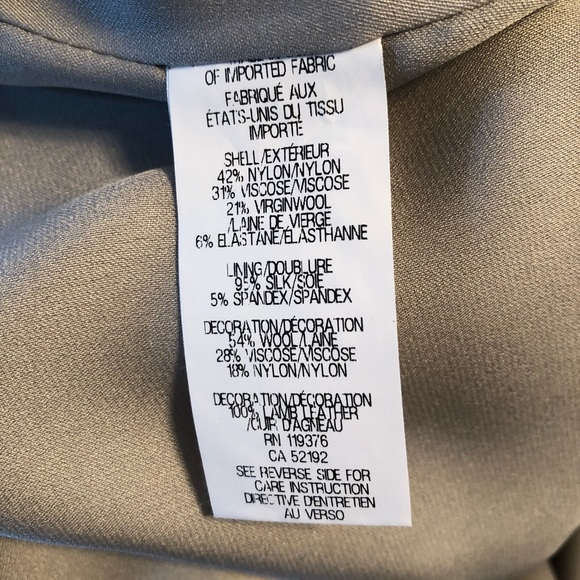 OF IMPORTED FABRIC
FABRIQUÉ AUX
ÉTATS-UNIS DU TISSU
IMPORTÉ
SHELL/EXTÉRIEUR
42% NYLON/NYLON
31% VISCOSE/VISCOSE
21% VIRGINWOOL
/LAINE DE VERGE
6% ELASTANE/ELASTHANNE
LINING/DOUBLURE
95% SILK/SOIE
5% SPANDEX/SPANDEX
DECORATION/DÉCORATION
54% WOOL/LAINE
28% VISCOSE/VISCOSE
18% NYLON/NYLON
DECORATION/DÉCORATION
100% LAMB LEATHER
/CUIR D'AGNEAU
RN 119376
CA 52192
SEE REVERSE SIDE FOR
CARE INSTRUCTION
DIRECTIVE D'ENTRETIEN
AU VERSO